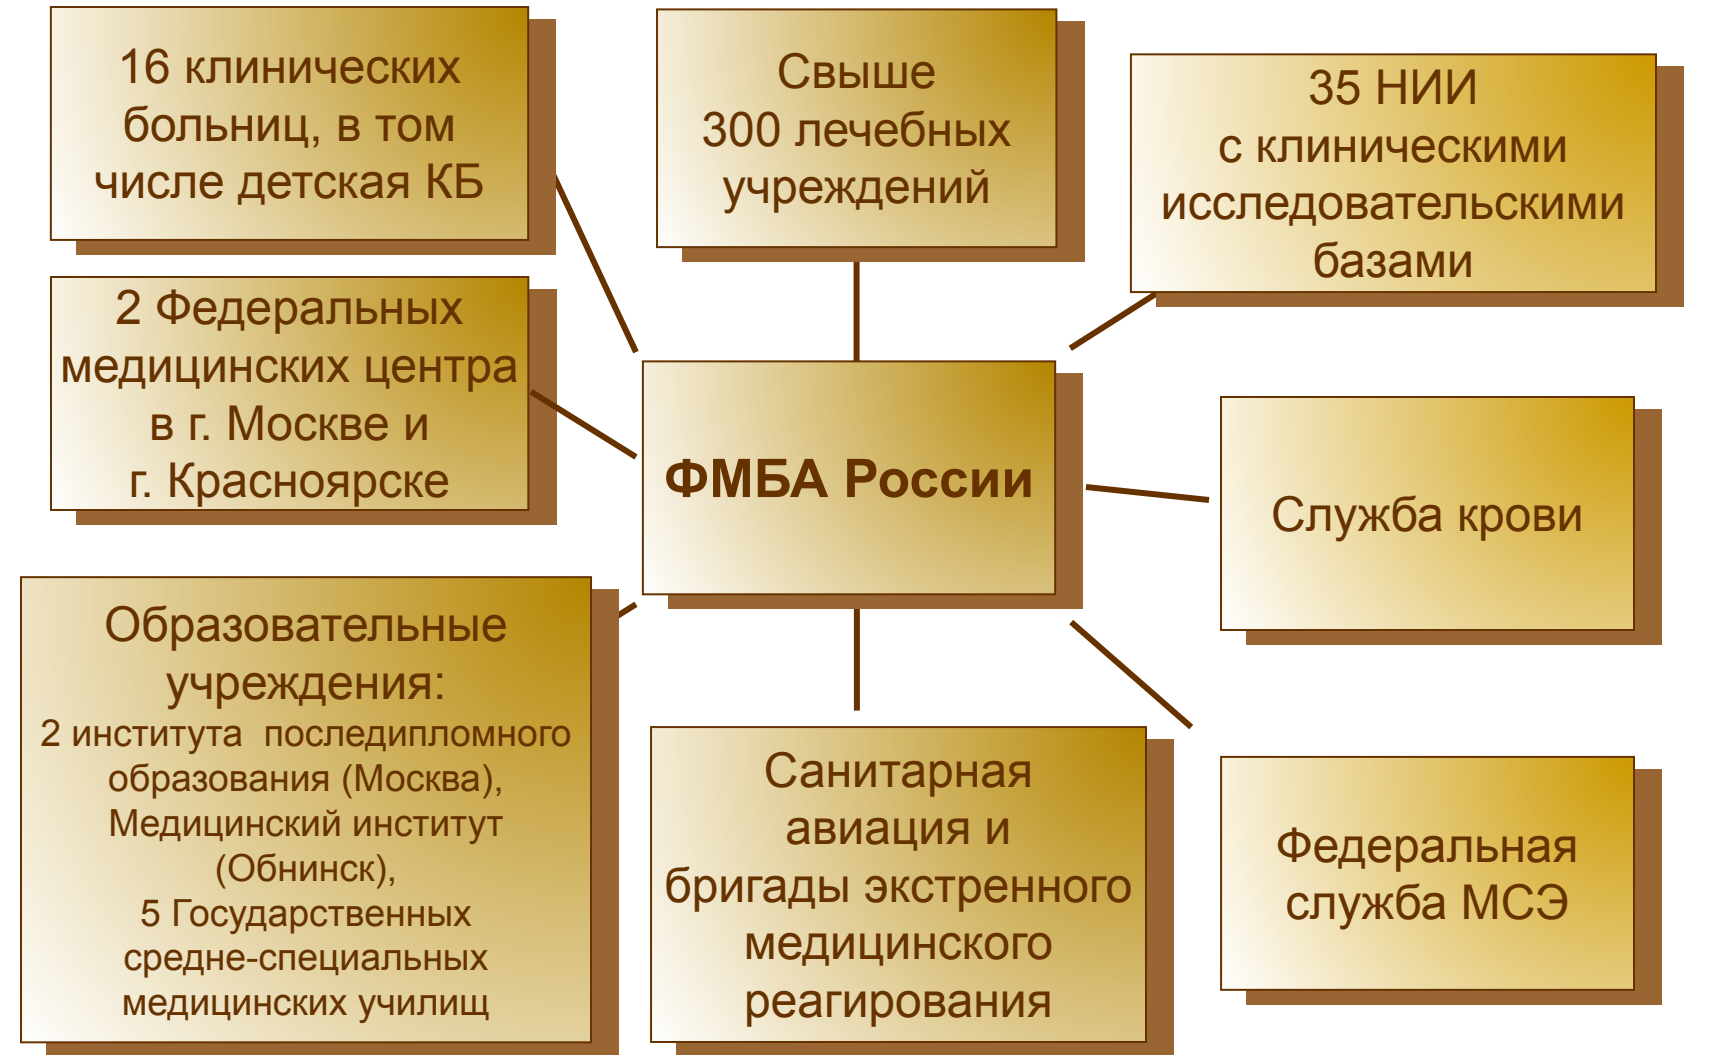 16 клинических
больниц, в том
числе детская КБ
Свыше
300 лечебных
учреждений
35 НИИ
с клиническими
исследовательскими
базами
2 Федеральных
медицинских центра
в г. Москве и
г. Красноярске
ФМБА России
Служба крови
Образовательные
учреждения:
2 института последипломного
образования (Москва),
Медицинский институт
(Обнинск),
5 Государственных
средне-специальных
медицинских училищ
Санитарная
авиация и
бригады экстренного
медицинского
реагирования
Федеральная
служба МСЭ